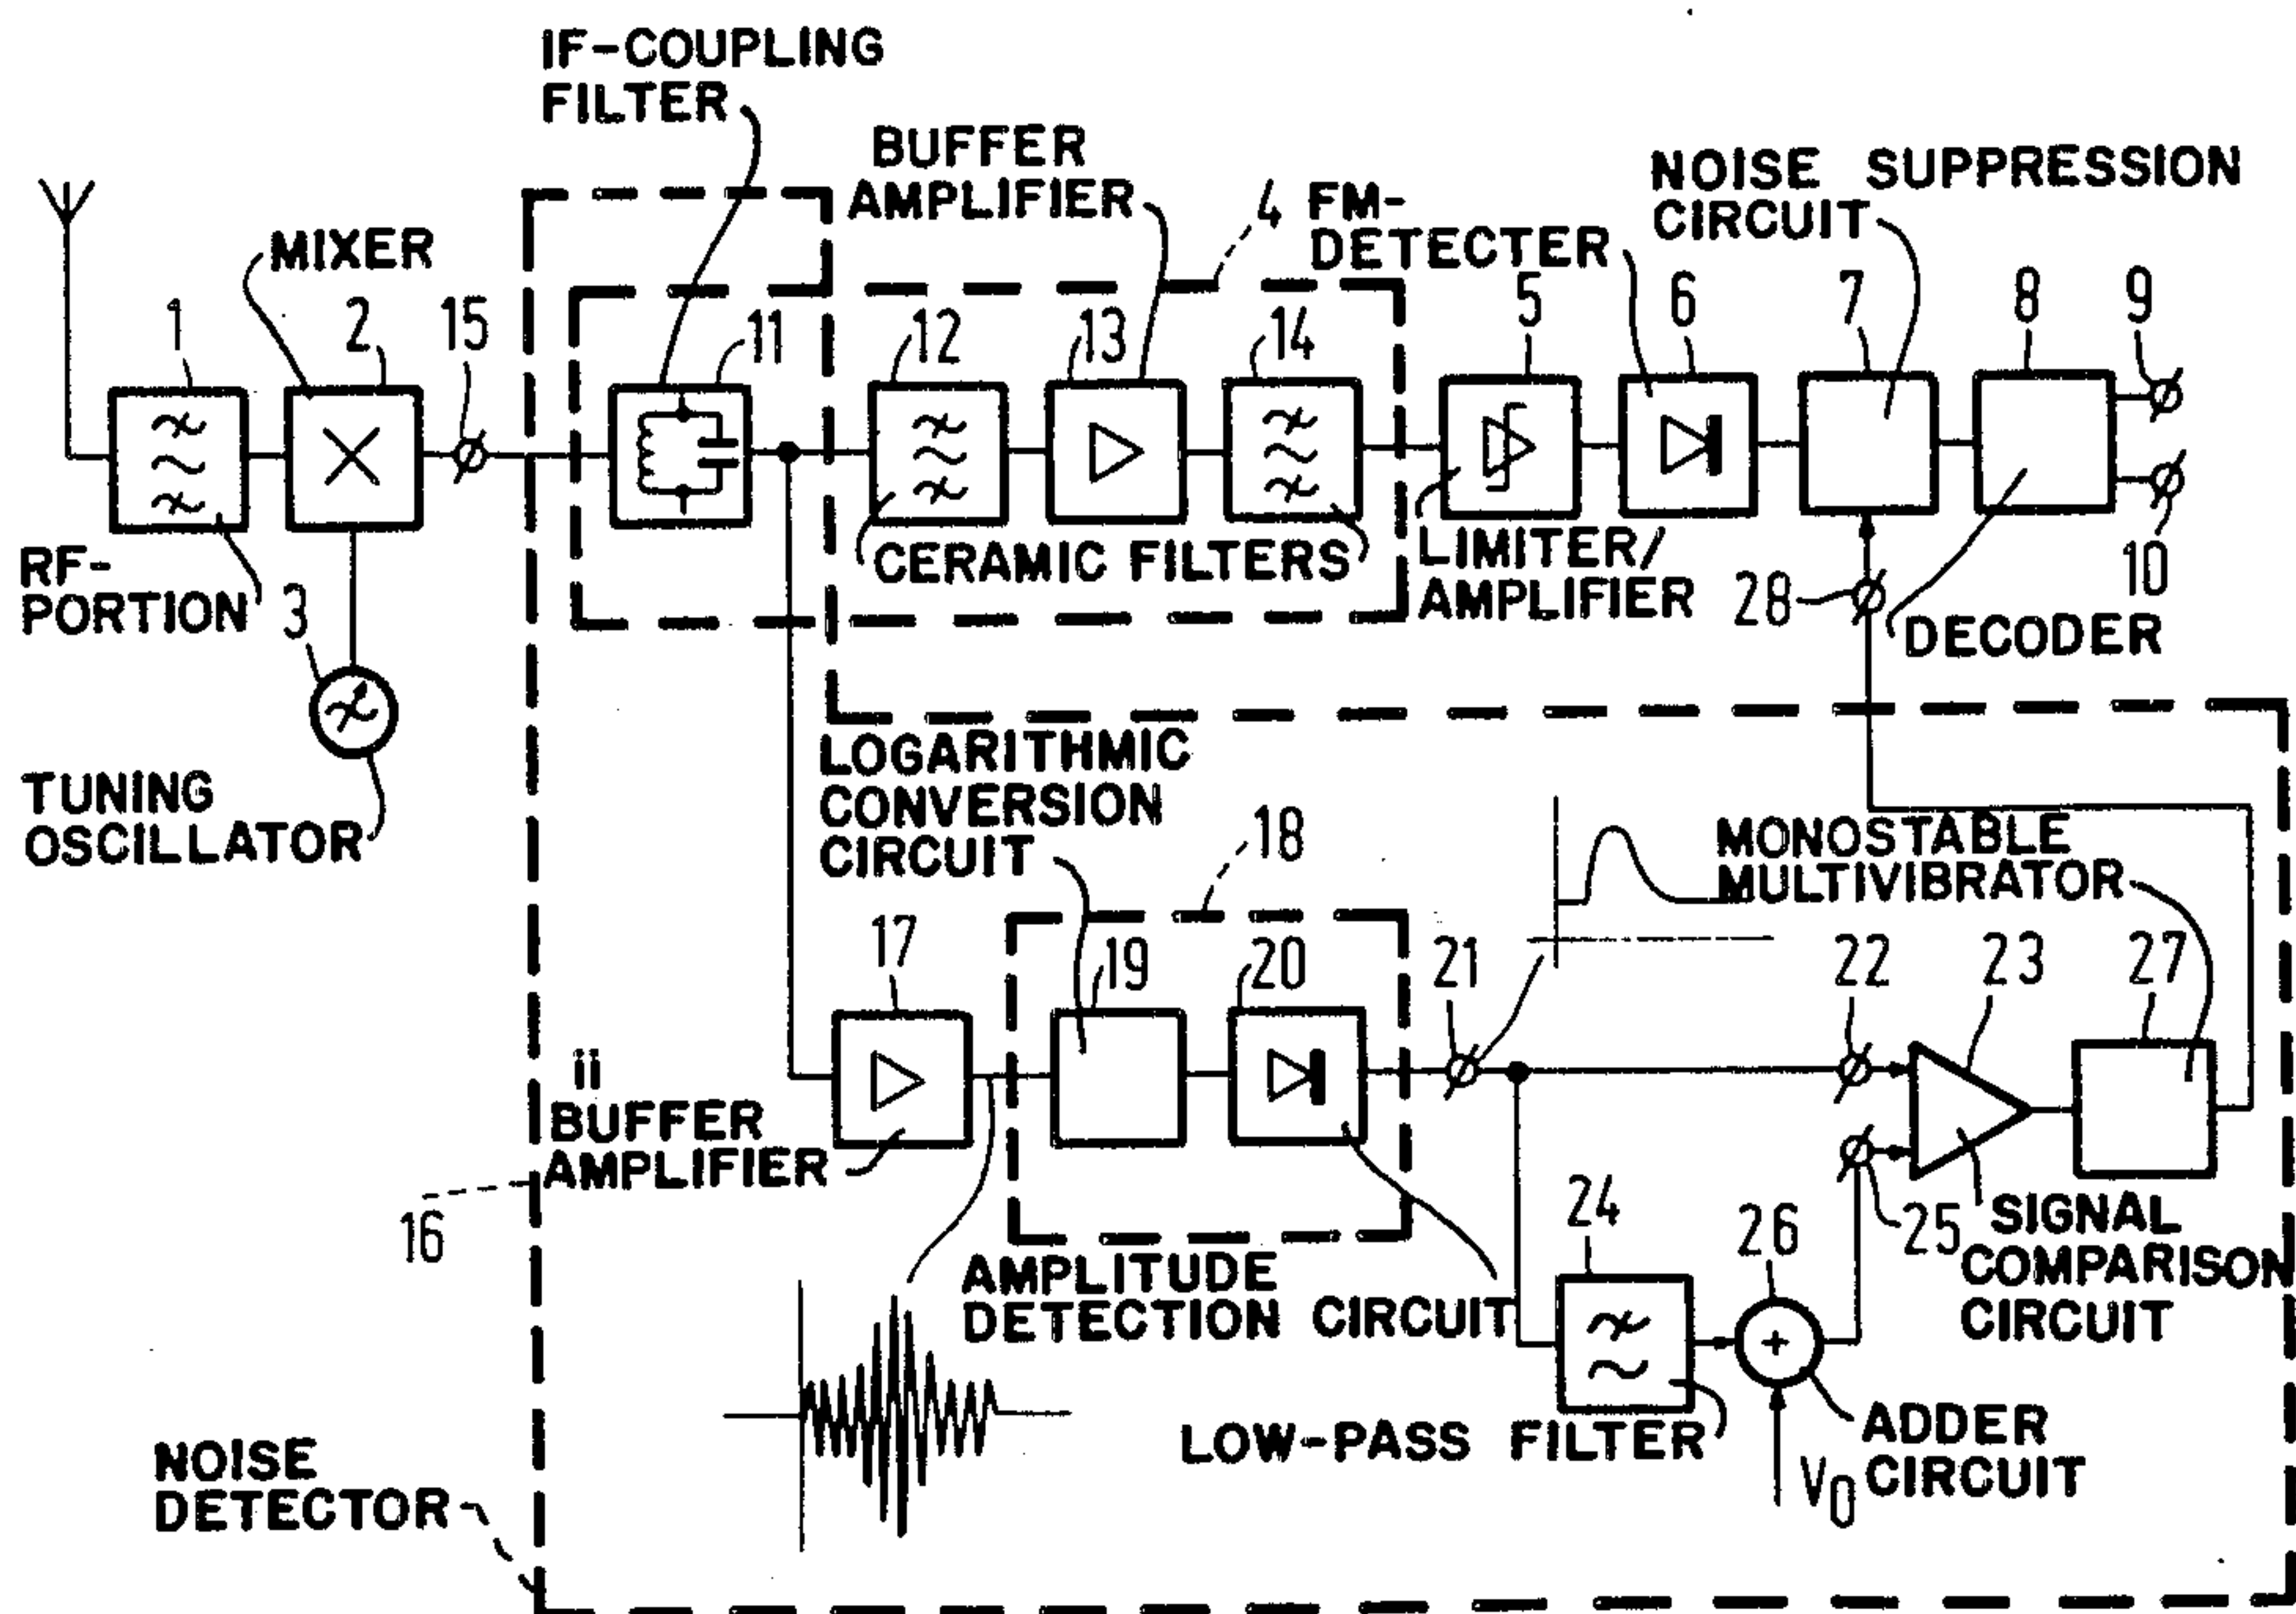 IF-COUPLING
FILTER
BUFFER
AMPLIFIER
4
FM-
DETECTER
NOISE SUPPRESSION
CIRCUIT
MIXER
1
2
15
11
12
13
14
5
6
7
8
9
10
RF-
PORTION
3
CERAMIC FILTERS
LIMITER/
AMPLIFIER
28
DECODER
TUNING
OSCILLATOR
LOGARITHMIC
CONVERSION
CIRCUIT
18
MONOSTABLE
MULTIVIBRATOR
17
19
20
21
22
23
27
ii
BUFFER
AMPLIFIER
16
24
26
25
SIGNAL
COMPARISON
CIRCUIT
AMPLITUDE
DETECTION CIRCUIT
+
LOW-PASS FILTER
ADDER
CIRCUIT
V0
NOISE
DETECTOR